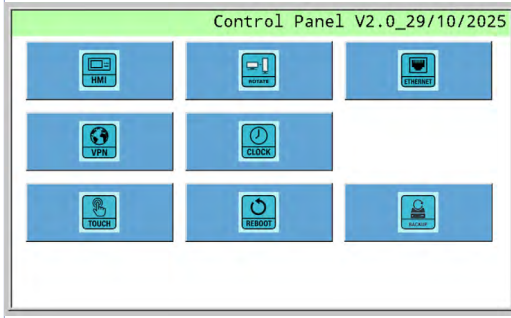 Control Panel V2.0_29/10/2025
HMI
ROTATE
ETHERNET
VPN
CLOCK
TOUCH
REBOOT
BACKUP